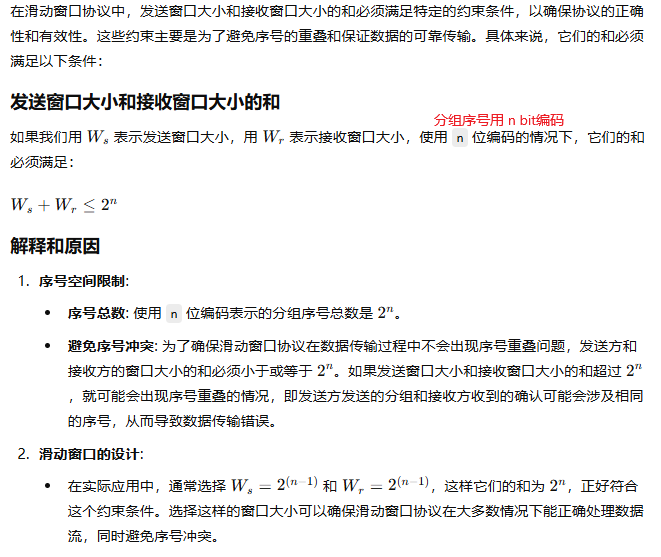 在滑动窗口协议中，发送窗口大小和接收窗口大小的和必须满足特定的约束条件，以确保协议的正确
性和有效性。这些约束主要是为了避免序号的重叠和保证数据的可靠传输。具体来说，它们的和必须
满足以下条件：
发送窗口大小和接收窗口大小的和
分组序号用 n bit编码
如果我们用 Wₛ 表示发送窗口大小，用 Wᵣ 表示接收窗口大小，使用 n 位编码的情况下，它们的和
必须满足：
Wₛ + Wᵣ ≤ 2ⁿ
解释和原因
1. 序号空间限制:
• 序号总数: 使用 n 位编码表示的分组序号总数是 2ⁿ。
• 避免序号冲突: 为了确保滑动窗口协议在数据传输过程中不会出现序号重叠问题，发送方和
接收方的窗口大小的和必须小于或等于 2ⁿ。如果发送窗口大小和接收窗口大小的和超过 2ⁿ
，就可能会出现序号重叠的情况，即发送方发送的分组和接收方收到的确认可能会涉及相同
的序号，从而导致数据传输错误。
2. 滑动窗口的设计:
• 在实际应用中，通常选择 Wₛ = 2⁽ⁿ⁻¹⁾ 和 Wᵣ = 2⁽ⁿ⁻¹⁾，这样它们的和为 2ⁿ，正好符合
这个约束条件。选择这样的窗口大小可以确保滑动窗口协议在大多数情况下能正确处理数据
流，同时避免序号冲突。